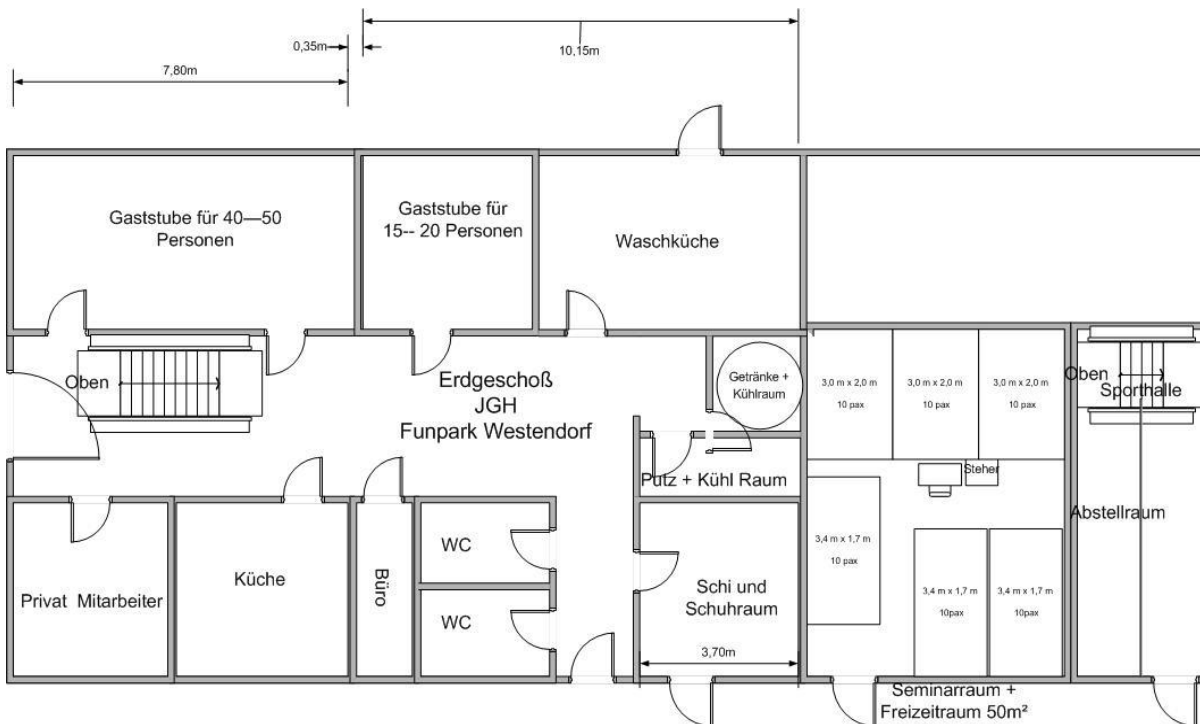 0,35m
10,15m
7,80m
Gaststube für 40—50
Personen
Gaststube für
15-- 20 Personen
Waschküche
Oben
Erdgeschoß
JGH
Funpark Westendorf
Getränke +
Kühlraum
3,0 m x 2,0 m
10 pax
3,0 m x 2,0 m
10 pax
3,0 m x 2,0 m
10 pax
Oben
Sporthalle
Putz + Kühl Raum
Steher
Abstellraum
3,4 m x 1,7 m
10 pax
Privat Mitarbeiter
Küche
Büro
WC
WC
Schi und
Schuhraum
3,70m
3,4 m x 1,7 m
10pax
3,4 m x 1,7 m
10pax
Seminarraum +
Freizeitraum 50m²